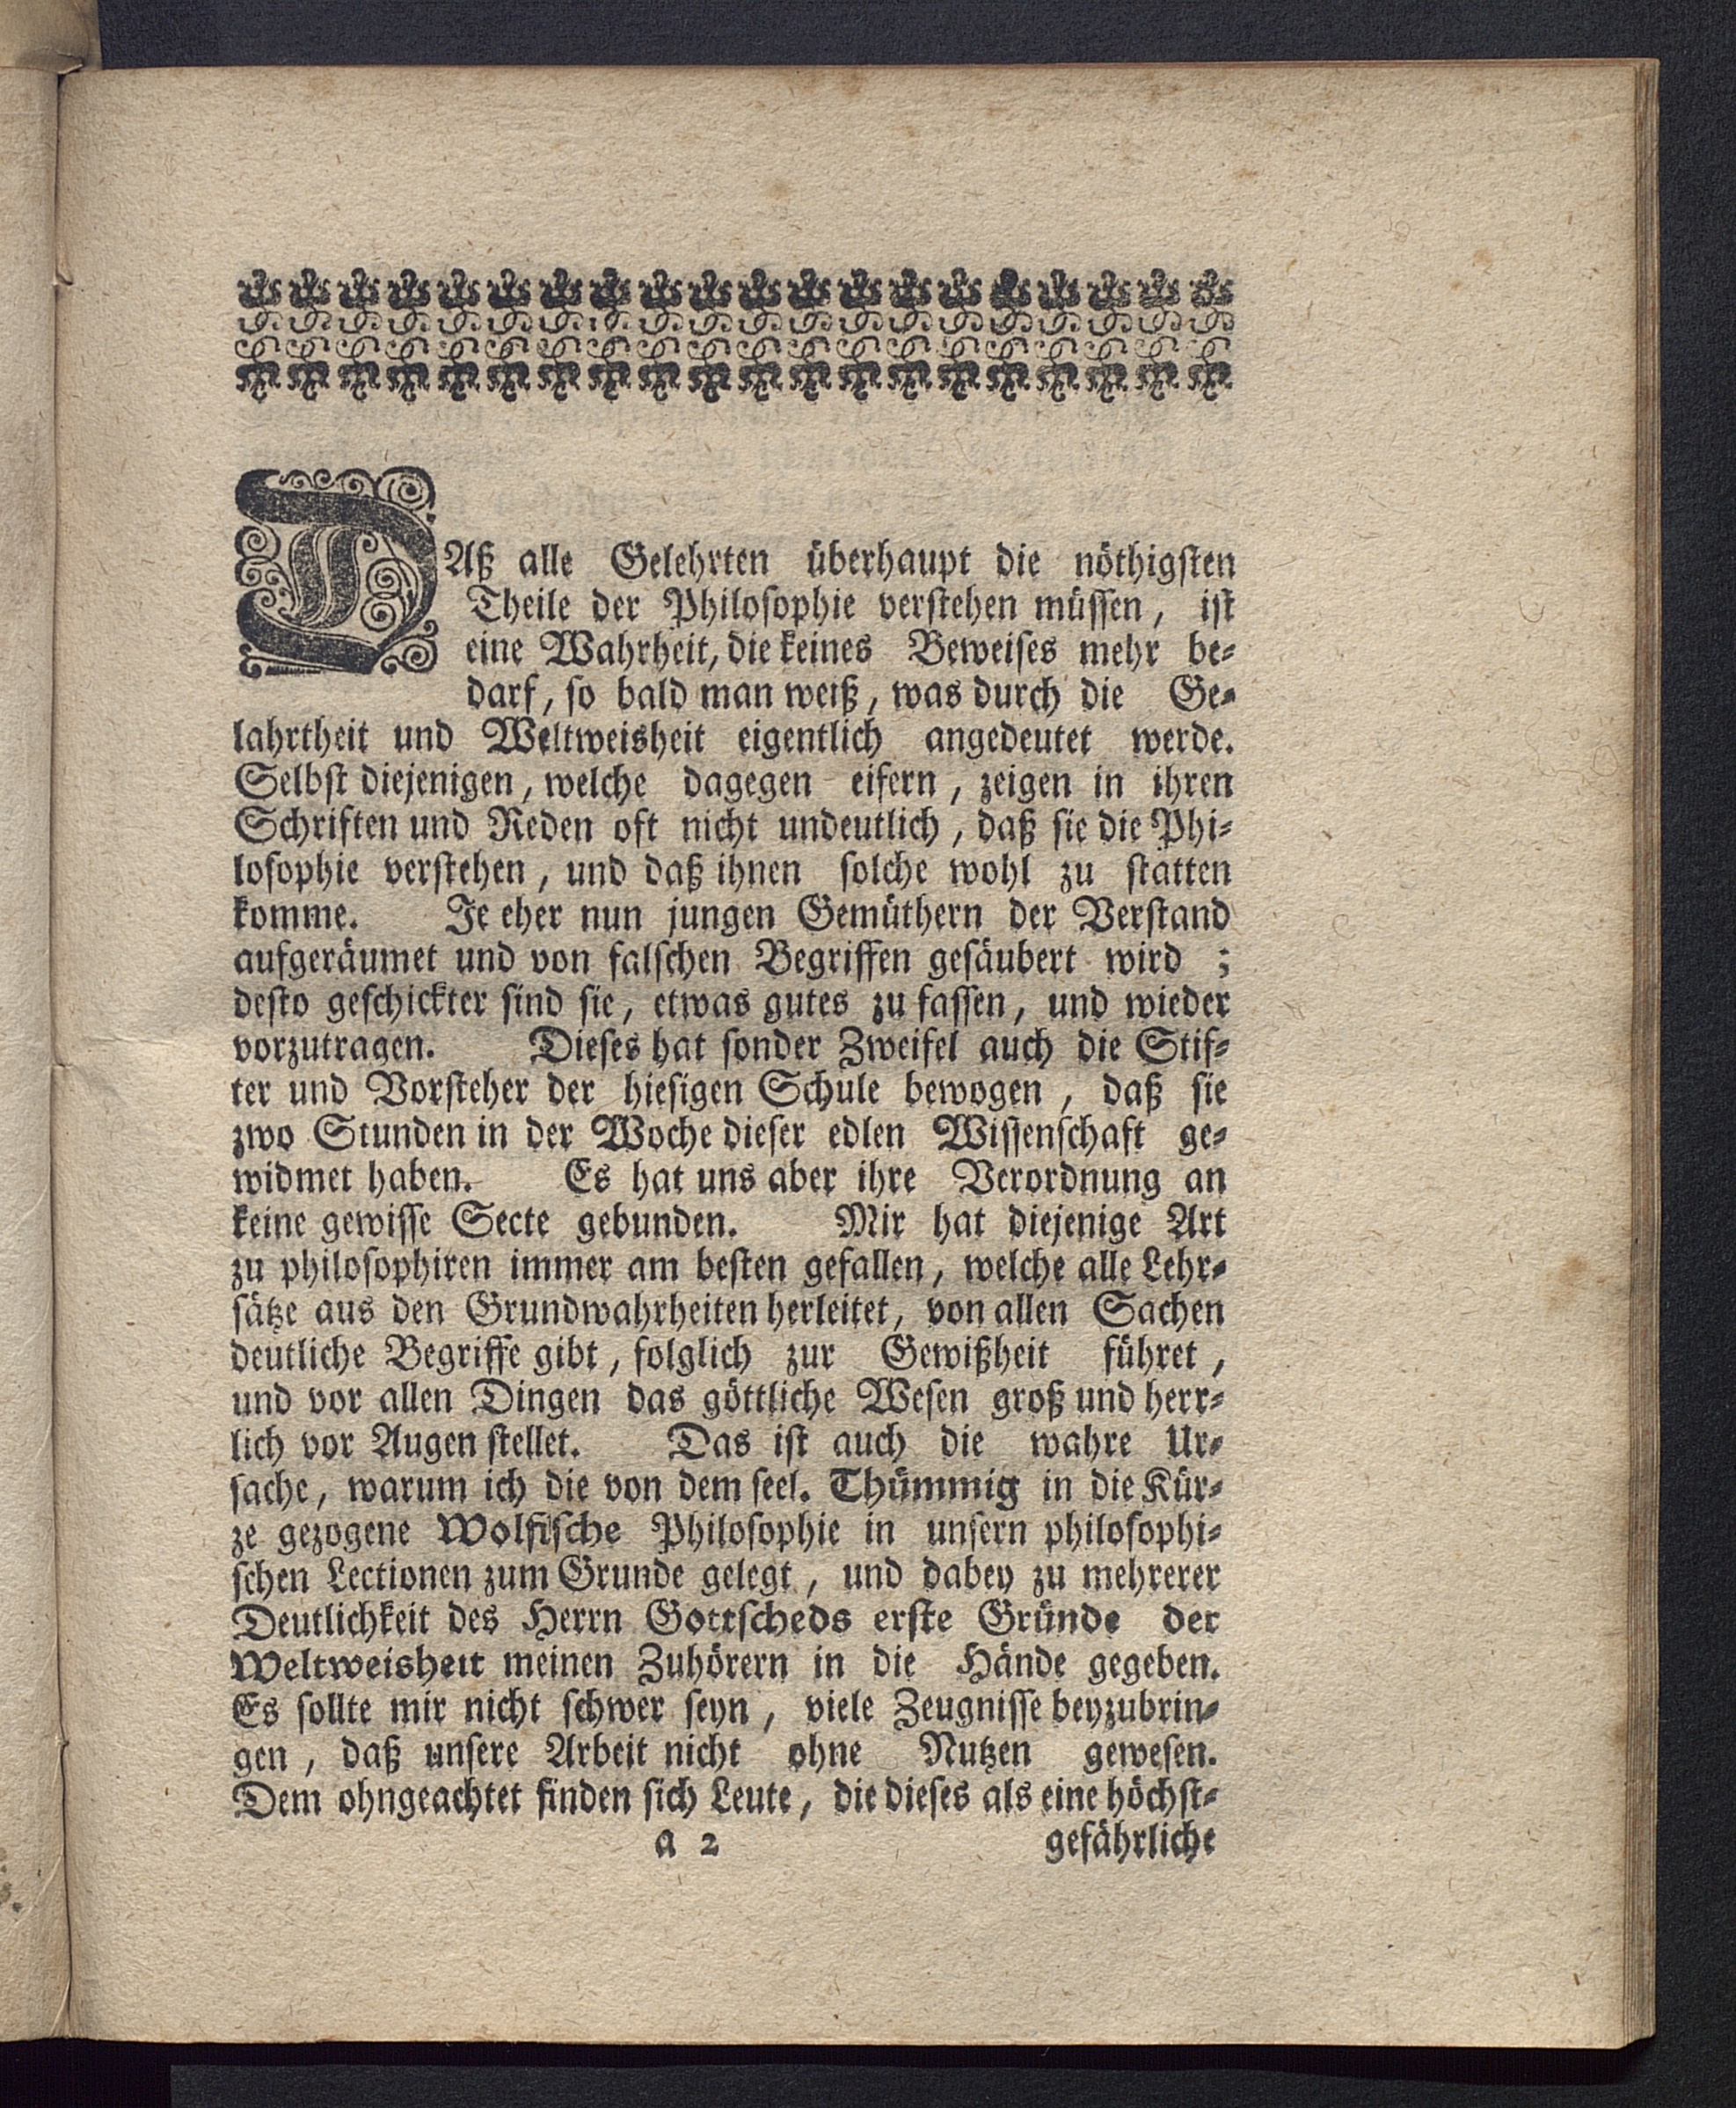 DAß alle Gelehrten überhaupt die nöthigsten
Theile der Philosophie verstehen müssen, ist
eine Wahrheit, die keines Beweises mehr be-
darf, so bald man weiß, was durch die Ge-
lahrtheit und Weltweisheit eigentlich angedeutet werde.
Selbst diejenigen, welche dagegen eifern, zeigen in ihren
Schriften und Reden oft nicht undeutlich, daß sie die Phi-
losophie verstehen, und daß ihnen solche wohl zu statten
komme. Je eher nun jungen Gemüthern der Verstand
aufgeräumet und von falschen Begriffen gesäubert wird ;
desto geschickter sind sie, etwas gutes zu fassen, und wieder
vorzutragen. Dieses hat sonder Zweifel auch die Stif-
ter und Vorsteher der hiesigen Schule bewogen, daß sie
zwo Stunden in der Woche dieser edlen Wissenschaft ge-
widmet haben. Es hat uns aber ihre Verordnung an
keine gewisse Secte gebunden. Mir hat diejenige Art
zu philosophiren immer am besten gefallen, welche alle Lehr-
sätze aus den Grundwahrheiten herleitet, von allen Sachen
deutliche Begriffe gibt, folglich zur Gewißheit führet,
und vor allen Dingen das göttliche Wesen groß und herr-
lich vor Augen stellet. Das ist auch die wahre Ur-
sache, warum ich die von dem seel. Thümmig in die Kür-
ze gezogene Wolfische Philosophie in unsern philosophi-
schen Lectionen zum Grunde gelegt, und dabey zu mehrerer
Deutlichkeit des Herrn Gottscheds erste Gründe der
Weltweisheit meinen Zuhörern in die Hände gegeben.
Es sollte mir nicht schwer seyn, viele Zeugnisse beyzubrin-
gen, daß unsere Arbeit nicht ohne Nutzen gewesen.
Dem ohngeachtet finden sich Leute, die dieses als eine höchst-
a 2 gefährliche